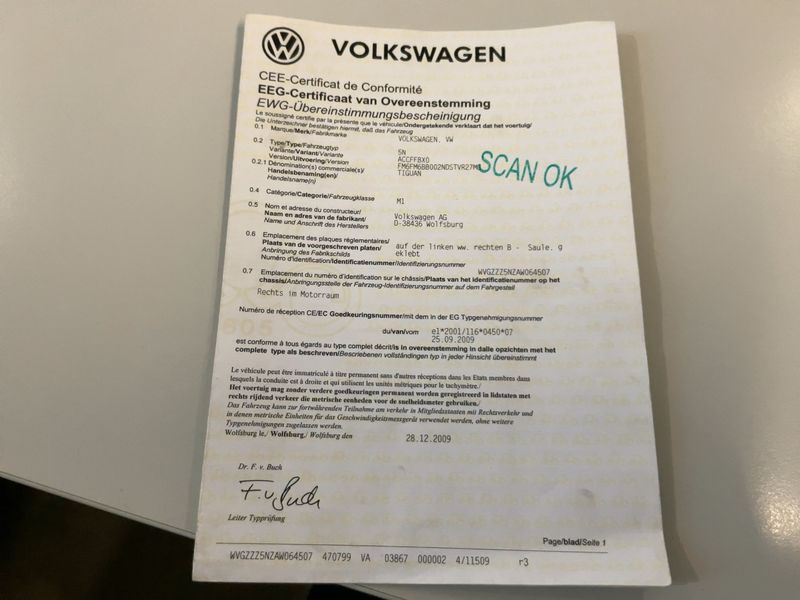 VOLKSWAGEN
CEE-Certificat de Conformité
EEG-Certificaat van Overeenstemming
EWG-Übereinstimmungsbescheinigung
Le soussigné certifie par la présente que le véhicule/Ondergetekende verklaart dat het voertuig/
Die Unterzeichner bestätigen hiermit, daß das Fahrzeug
0.1 Marque/Merk/Fabrikmarke VOLKSWAGEN, VW
0.2 Type/Type/Fahrzeugtyp 5N
Variante/Variant/Variante ACCFFBX0
Version/Uitvoering/Version FM6FM6BB002NDSTVR27M
SCAN OK
0.2.1 Dénomination(s) commerciale(s)/ TIGUAN
Handelsbenaming(en)/
Handelsname(n)
0.4 Catégorie/Categorie/Fahrzeugklasse M1
0.5 Nom et adresse du constructeur/ Volkswagen AG
Naam en adres van de fabrikant/ D-38436 Wolfsburg
Name und Anschrift des Herstellers
0.6 Emplacement des plaques réglementaires/
Plaats van de voorgeschreven platen/ auf der linken ww. rechten B - Saule. g
Anbringung des Fabrikschilds eklebt
Numéro d'identification/Identificatienummer/Identifizierungsnummer
WVGZZZ5NZAW064507
0.7 Emplacement du numéro d'identification sur le châssis/Plaats van het identificatienummer op het
chassis/Anbringungsstelle der Fahrzeug-Identifizierungsnummer auf dem Fahrgestell
Rechts im Motorraum
Numéro de réception CE/EC Goedkeuringsnummer/mit dem in der EG Typgenehmigungsnummer
e1*2001/116*0450*07
du/van/vom 25.09.2009
est conforme à tous égards au type complet décrit/is in overeenstemming in dalle opzichten met het
complete type als beschreven/Beschriebenen vollständingen typ in jeder Hinsicht übereinstimmt
Le véhicule peut être immatriculé à titre permanent sans d'autres réceptions dans les Etats membres dans
lesquels la conduite est à droite et qui utilisent les unités métriques pour le tachymètre./
Het voertuig mag zonder verdere goedkeuringen permanent worden geregistreerd in lidstaten met
rechts rijdend verkeer die metrische eenheden voor de snelheidsmeter gebruiken./
Das Fahrzeug kann zur fortwährenden Teilnahme am verkehr in Mitgliedsstaaten mit Rechtsverkehr und
in denen metrische Einheiten für das Geschwindigkeitsmessgerät verwendet werden, ohne weitere
Typgenehmigungen zugelassen werden.
Wolfsburg le./ Wolfsburg,/ Wolfsburg den 28.12.2009
Dr. F. v. Buch
F. v Buch
Leiter Typprüfung
Page/blad/Seite 1
WVGZZZ5NZAW064507 470799 VA 03867 000002 4/11509 r3